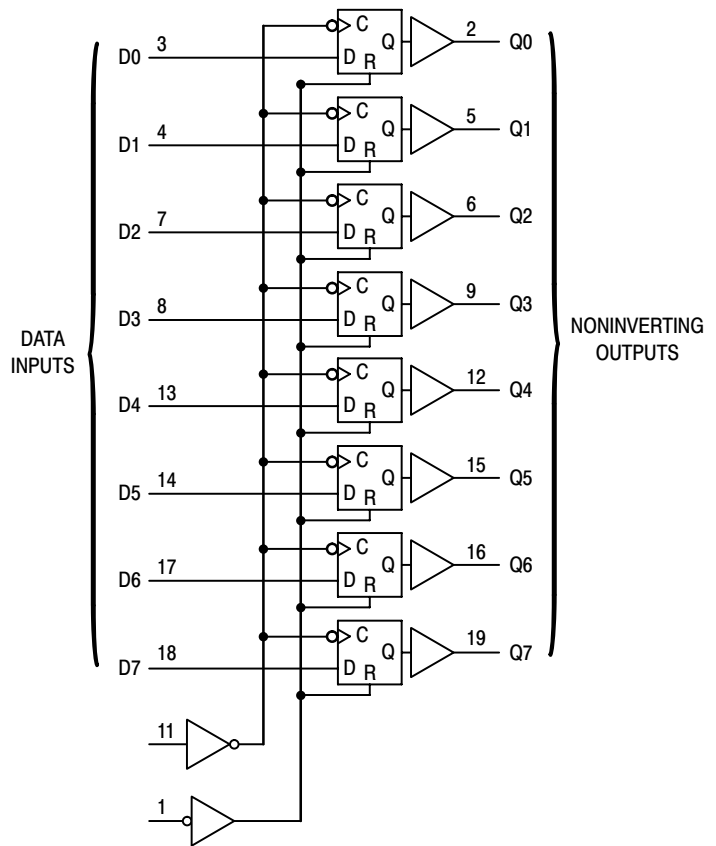 C
Q
2
Q0
D0 3
D R
C
Q
5
Q1
D1 4
D R
C
Q
6
Q2
D2 7
D R
C
Q
9
Q3
D3 8
D R
DATA
INPUTS
NONINVERTING
OUTPUTS
C
Q
12
Q4
D4 13
D R
C
Q
15
Q5
D5 14
D R
C
Q
16
Q6
D6 17
D R
C
Q
19
Q7
D7 18
D R
11
1